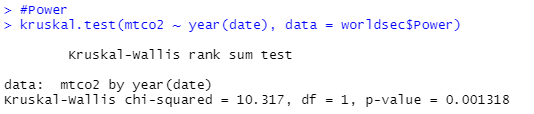 > #Power
> kruskal.test(mtco2 ~ year(date), data = worldsec$Power)
Kruskal-Wallis rank sum test
data:  mtco2 by year(date)
Kruskal-Wallis chi-squared = 10.317, df = 1, p-value = 0.001318